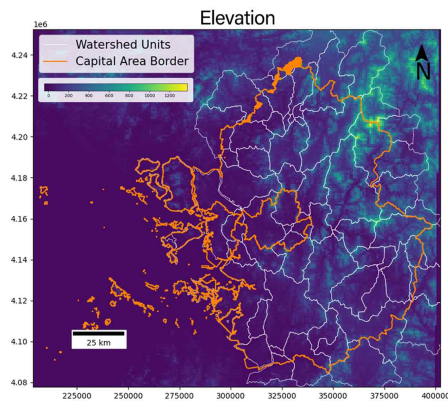 Elevation
1e6
Watershed Units
Capital Area Border
0 200 400 600 800 1000 1200
N
4.24
4.22
4.20
4.18
4.16
4.14
4.12
4.10
4.08
25 km
225000 250000 275000 300000 325000 350000 375000 400000